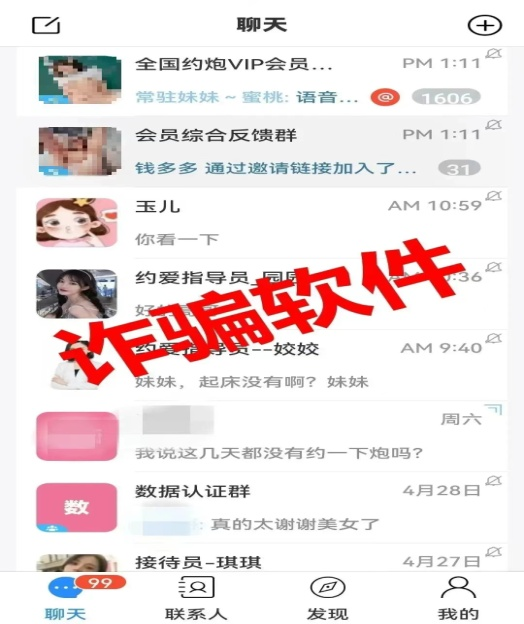 聊天
全国约炮VIP会员...
PM 1:11
常驻妹妹~蜜桃: 语音... @ 1606
会员综合反馈群
PM 1:11
钱多多 通过邀请链接加入了... 31
玉儿
AM 10:59
你看一下
约爱指导员
0:36
诈骗软件
约爱指导员--姣姣
AM 9:40
妹妹，起床没有啊？妹妹
周六
我说这几天都没有约一下炮吗?
数
数据认证群
4月28日
: 真的太谢谢美女了
接待员-琪琪
4月27日
99
聊天 联系人 发现 我的